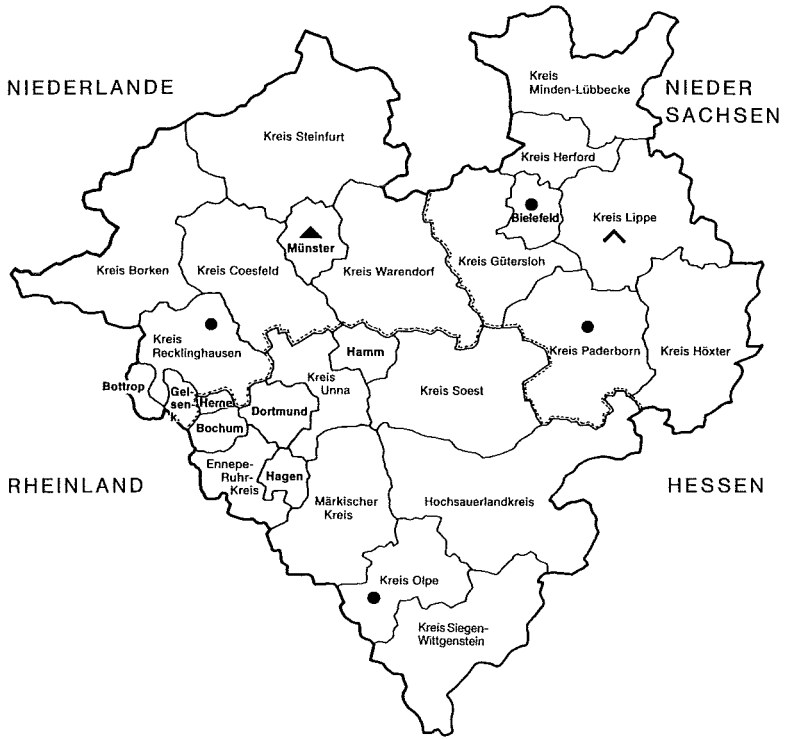 Kreis
Minden-Lübbecke
NIEDERLANDE
NIEDER
SACHSEN
Kreis Steinfurt
Kreis Herford
Bielefeld
Kreis Lippe
Münster
Kreis Borken
Kreis Coesfeld
Kreis Warendorf
Kreis Gütersloh
Kreis
Recklinghausen
Hamm
Kreis Paderborn
Kreis Höxter
Bottrop
Gel-
sen-
k.
Herne
Kreis
Unna
Kreis Soest
Dortmund
Bochum
Ennepe-
Ruhr-
Kreis
Hagen
RHEINLAND
HESSEN
Märkischer
Kreis
Hochsauerlandkreis
Kreis Olpe
Kreis Siegen-
Wittgenstein